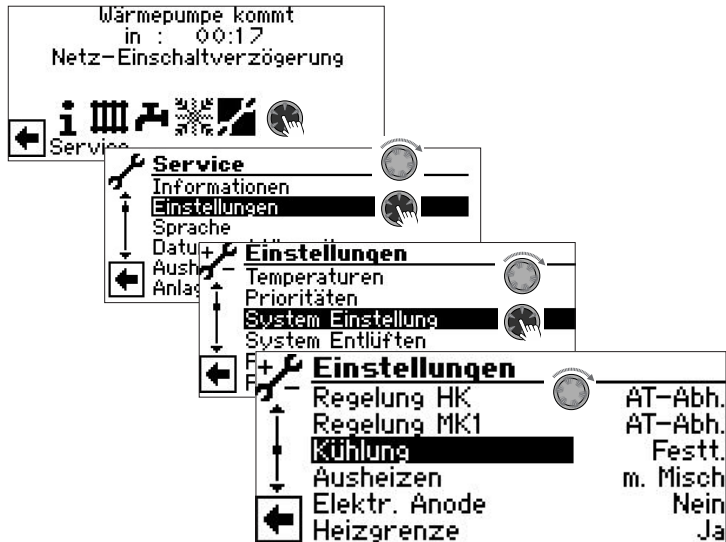 Wärmepumpe kommt
in : 00:17
Netz-Einschaltverzögerung
Service
Service
Informationen
Einstellungen
Sprache
Einstellungen
Temperaturen
Prioritäten
System Einstellung
System Entlüften
Einstellungen
Regelung HK AT-Abh.
Regelung MK1 AT-Abh.
Kühlung Festt.
Ausheizen m. Misch
Elektr. Anode Nein
Heizgrenze Ja